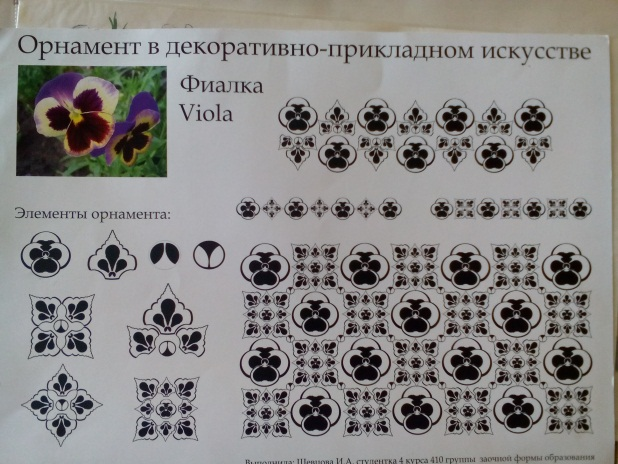 Орнамент в декоративно-прикладном искусстве
Фиалка
Viola
Элементы орнамента:
Выполнила: Шевцова И.А. студентка 4 курса 410 группы заочной формы образования